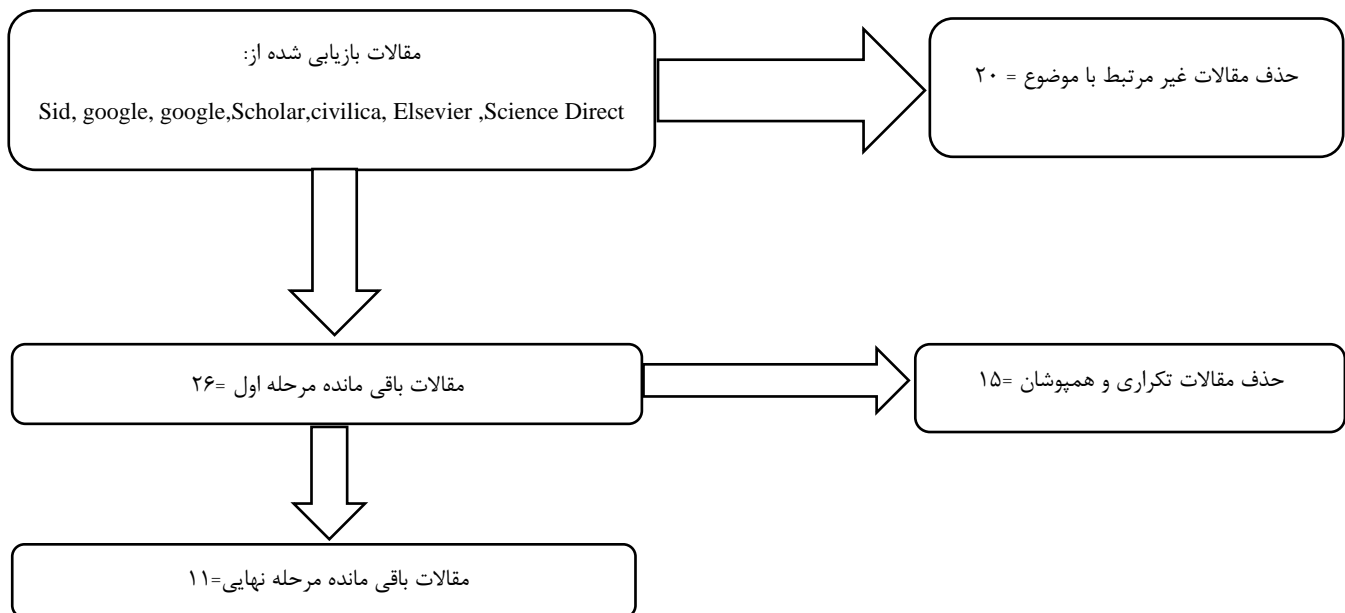 مقالات بازیابی شده از:
Sid, google, google,Scholar,civilica, Elsevier ,Science Direct
حذف مقالات غیر مرتبط با موضوع = ۲۰
مقالات باقی مانده مرحله اول =۲۶
حذف مقالات تکراری و همپوشان =۱۵
مقالات باقی مانده مرحله نهایی=۱۱